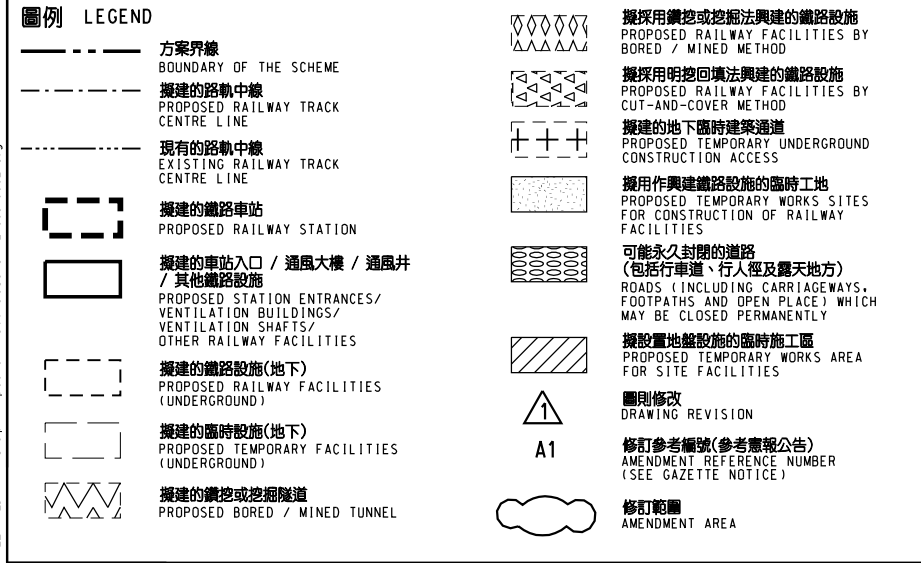 圖例 LEGEND
方案界線
BOUNDARY OF THE SCHEME
擬建的路軌中線
PROPOSED RAILWAY TRACK
CENTRE LINE
現有的路軌中線
EXISTING RAILWAY TRACK
CENTRE LINE
擬建的鐵路車站
PROPOSED RAILWAY STATION
擬建的車站入口 / 通風大樓 / 通風井
/ 其他鐵路設施
PROPOSED STATION ENTRANCES/
VENTILATION BUILDINGS/
VENTILATION SHAFTS/
OTHER RAILWAY FACILITIES
擬建的鐵路設施(地下)
PROPOSED RAILWAY FACILITIES
(UNDERGROUND)
擬建的臨時設施(地下)
PROPOSED TEMPORARY FACILITIES
(UNDERGROUND)
擬建的鑽挖或挖掘隧道
PROPOSED BORED / MINED TUNNEL
擬採用鑽挖或挖掘法興建的鐵路設施
PROPOSED RAILWAY FACILITIES BY
BORED / MINED METHOD
擬採用明挖回填法興建的鐵路設施
PROPOSED RAILWAY FACILITIES BY
CUT-AND-COVER METHOD
擬建的地下臨時建築通道
PROPOSED TEMPORARY UNDERGROUND
CONSTRUCTION ACCESS
擬用作興建鐵路設施的臨時工地
PROPOSED TEMPORARY WORKS SITES
FOR CONSTRUCTION OF RAILWAY
FACILITIES
可能永久封閉的道路
(包括行車道、行人徑及露天地方)
ROADS (INCLUDING CARRIAGEWAYS,
FOOTPATHS AND OPEN PLACE) WHICH
MAY BE CLOSED PERMANENTLY
擬設置地盤設施的臨時施工區
PROPOSED TEMPORARY WORKS AREA
FOR SITE FACILITIES
1
圖則修改
DRAWING REVISION
A1
修訂參考編號(參考憲報公告)
AMENDMENT REFERENCE NUMBER
(SEE GAZETTE NOTICE)
修訂範圍
AMENDMENT AREA